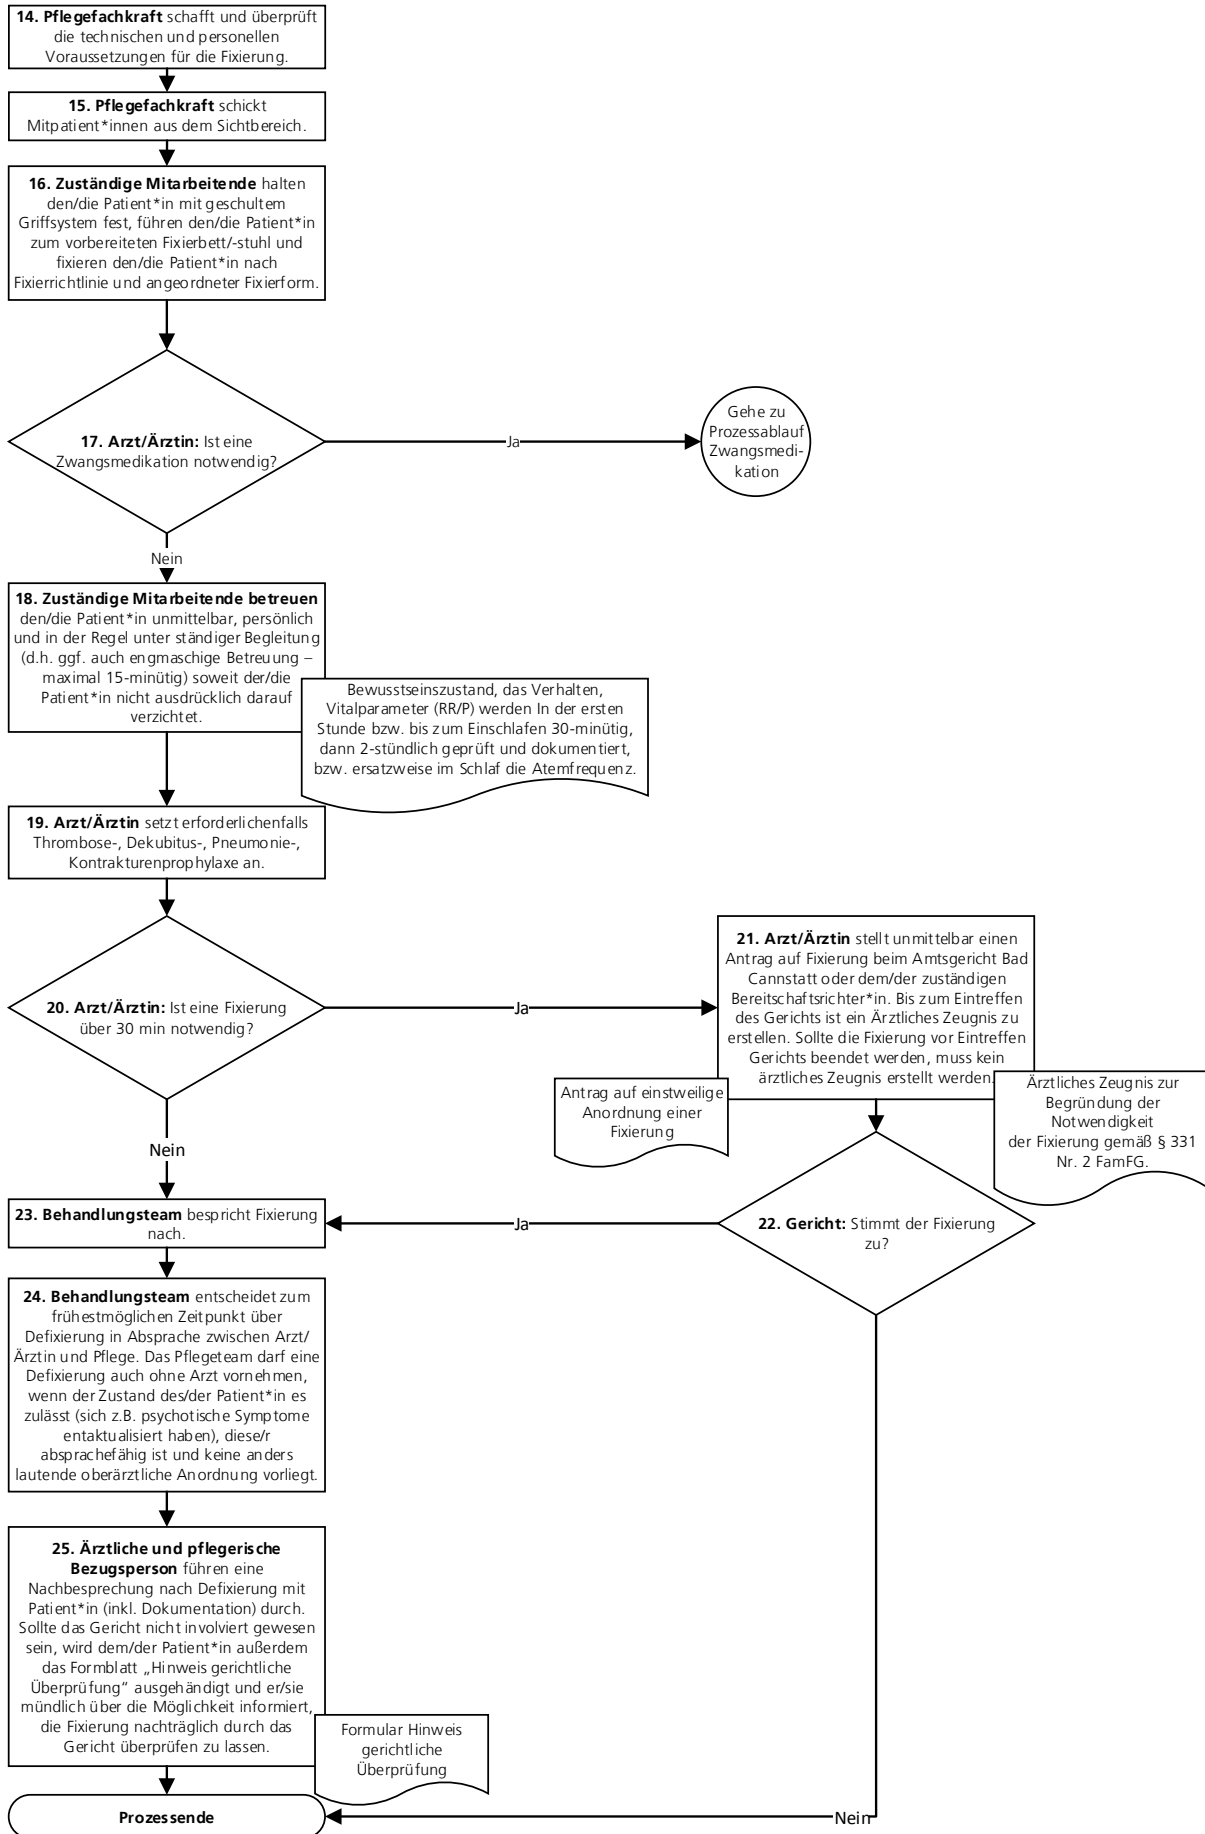 14. Pflegefachkraft schafft und überprüft
die technischen und personellen
Voraussetzungen für die Fixierung.
15. Pflegefachkraft schickt
Mitpatient*innen aus dem Sichtbereich.
16. Zuständige Mitarbeitende halten
den/die Patient*in mit geschultem
Griffsystem fest, führen den/die Patient*in
zum vorbereiteten Fixierbett/-stuhl und
fixieren den/die Patient*in nach
Fixierrichtlinie und angeordneter Fixierform.
17. Arzt/Ärztin: Ist eine
Zwangsmedikation notwendig?
Ja
Gehe zu
Prozessablauf
Zwangsmedi-
kation
Nein
18. Zuständige Mitarbeitende betreuen
den/die Patient*in unmittelbar, persönlich
und in der Regel unter ständiger Begleitung
(d.h. ggf. auch engmaschige Betreuung –
maximal 15-minütig) soweit der/die
Patient*in nicht ausdrücklich darauf
verzichtet.
Bewusstseinszustand, das Verhalten,
Vitalparameter (RR/P) werden In der ersten
Stunde bzw. bis zum Einschlafen 30-minütig,
dann 2-stündlich geprüft und dokumentiert,
bzw. ersatzweise im Schlaf die Atemfrequenz.
19. Arzt/Ärztin setzt erforderlichenfalls
Thrombose-, Dekubitus-, Pneumonie-,
Kontrakturenprophylaxe an.
20. Arzt/Ärztin: Ist eine Fixierung
über 30 min notwendig?
Ja
21. Arzt/Ärztin stellt unmittelbar einen
Antrag auf Fixierung beim Amtsgericht Bad
Cannstatt oder dem/der zuständigen
Bereitschaftsrichter*in. Bis zum Eintreffen
des Gerichts ist ein Ärztliches Zeugnis zu
erstellen. Sollte die Fixierung vor Eintreffen
Gerichts beendet werden, muss kein
ärztliches Zeugnis erstellt werden.
Antrag auf einstweilige
Anordnung einer
Fixierung
Ärztliches Zeugnis zur
Begründung der
Notwendigkeit
der Fixierung gemäß § 331
Nr. 2 FamFG.
Nein
22. Gericht: Stimmt der Fixierung
zu?
Ja
23. Behandlungsteam bespricht Fixierung
nach.
24. Behandlungsteam entscheidet zum
frühestmöglichen Zeitpunkt über
Defixierung in Absprache zwischen Arzt/
Ärztin und Pflege. Das Pflegeteam darf eine
Defixierung auch ohne Arzt vornehmen,
wenn der Zustand des/der Patient*in es
zulässt (sich z.B. psychotische Symptome
entaktualisiert haben), diese/r
absprachefähig ist und keine anders
lautende oberärztliche Anordnung vorliegt.
25. Ärztliche und pflegerische
Bezugsperson führen eine
Nachbesprechung nach Defixierung mit
Patient*in (inkl. Dokumentation) durch.
Sollte das Gericht nicht involviert gewesen
sein, wird dem/der Patient*in außerdem
das Formblatt „Hinweis gerichtliche
Überprüfung“ ausgehändigt und er/sie
mündlich über die Möglichkeit informiert,
die Fixierung nachträglich durch das
Gericht überprüfen zu lassen.
Formular Hinweis
gerichtliche
Überprüfung
Prozessende
Nein